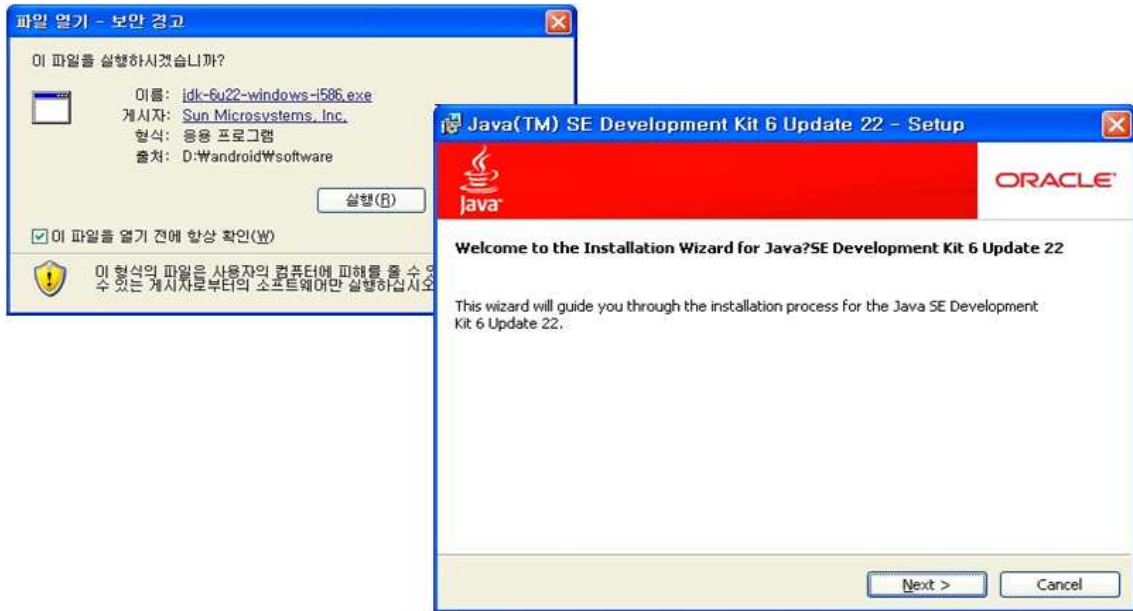 파일 열기 - 보안 경고
이 파일을 실행하시겠습니까?
이름: jdk-6u22-windows-i586.exe
게시자: Sun Microsystems, Inc.
형식: 응용 프로그램
출처: D:₩android₩software
실행(R)
이 파일을 열기 전에 항상 확인(W)
이 형식의 파일은 사용자의 컴퓨터에 피해를 줄 수
수 있는 게시자로부터의 소프트웨어만 실행하십시오
Java(TM) SE Development Kit 6 Update 22 - Setup
Java™
ORACLE
Welcome to the Installation Wizard for Java?SE Development Kit 6 Update 22
This wizard will guide you through the installation process for the Java SE Development
Kit 6 Update 22.
Next >
Cancel